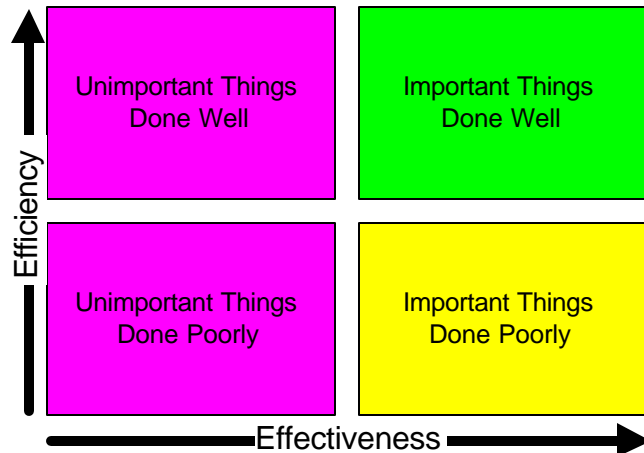 Unimportant Things
Done Well
Important Things
Done Well
Efficiency
Unimportant Things
Done Poorly
Important Things
Done Poorly
Effectiveness